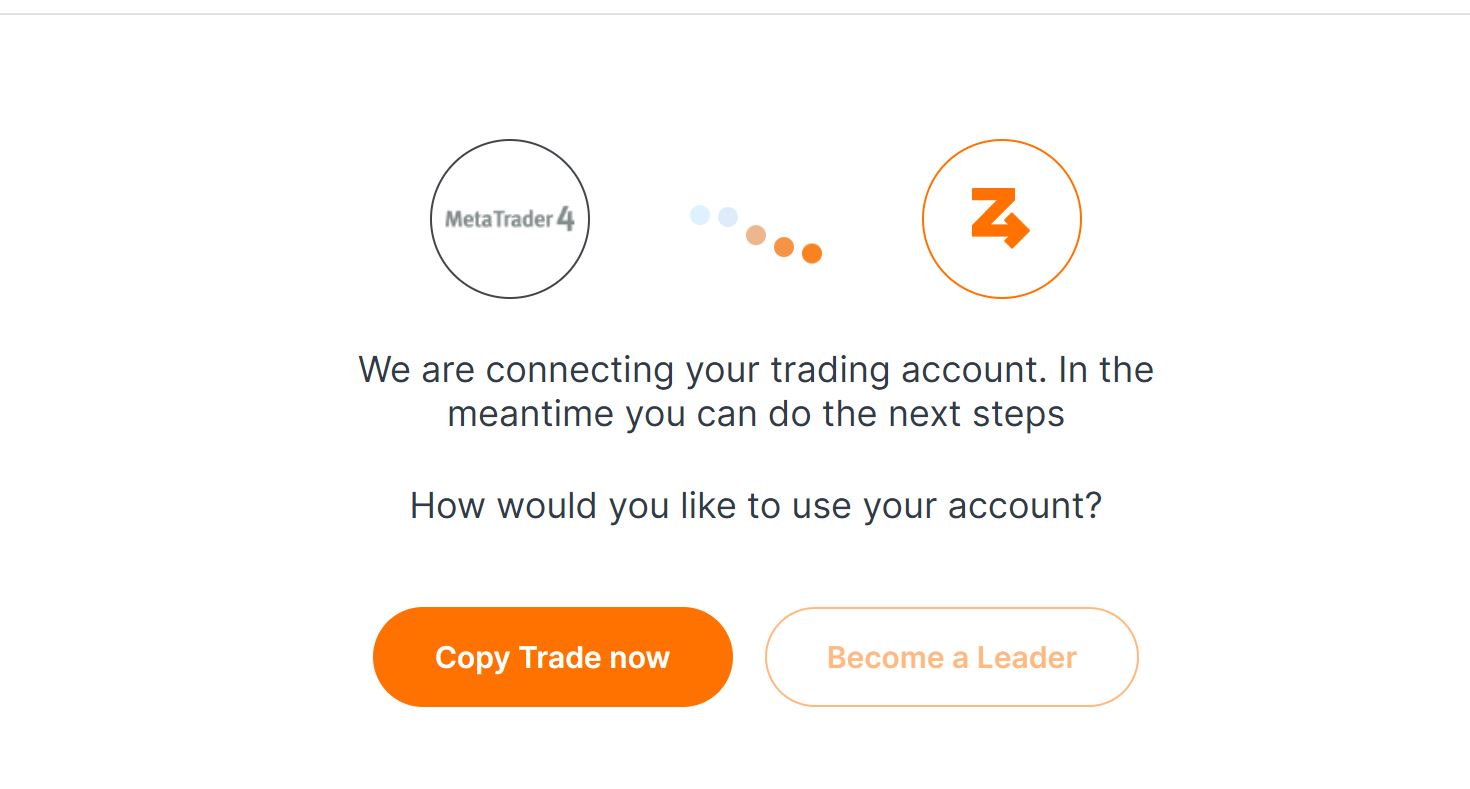 MetaTrader 4
We are connecting your trading account. In the
meantime you can do the next steps
How would you like to use your account?
Copy Trade now
Become a Leader